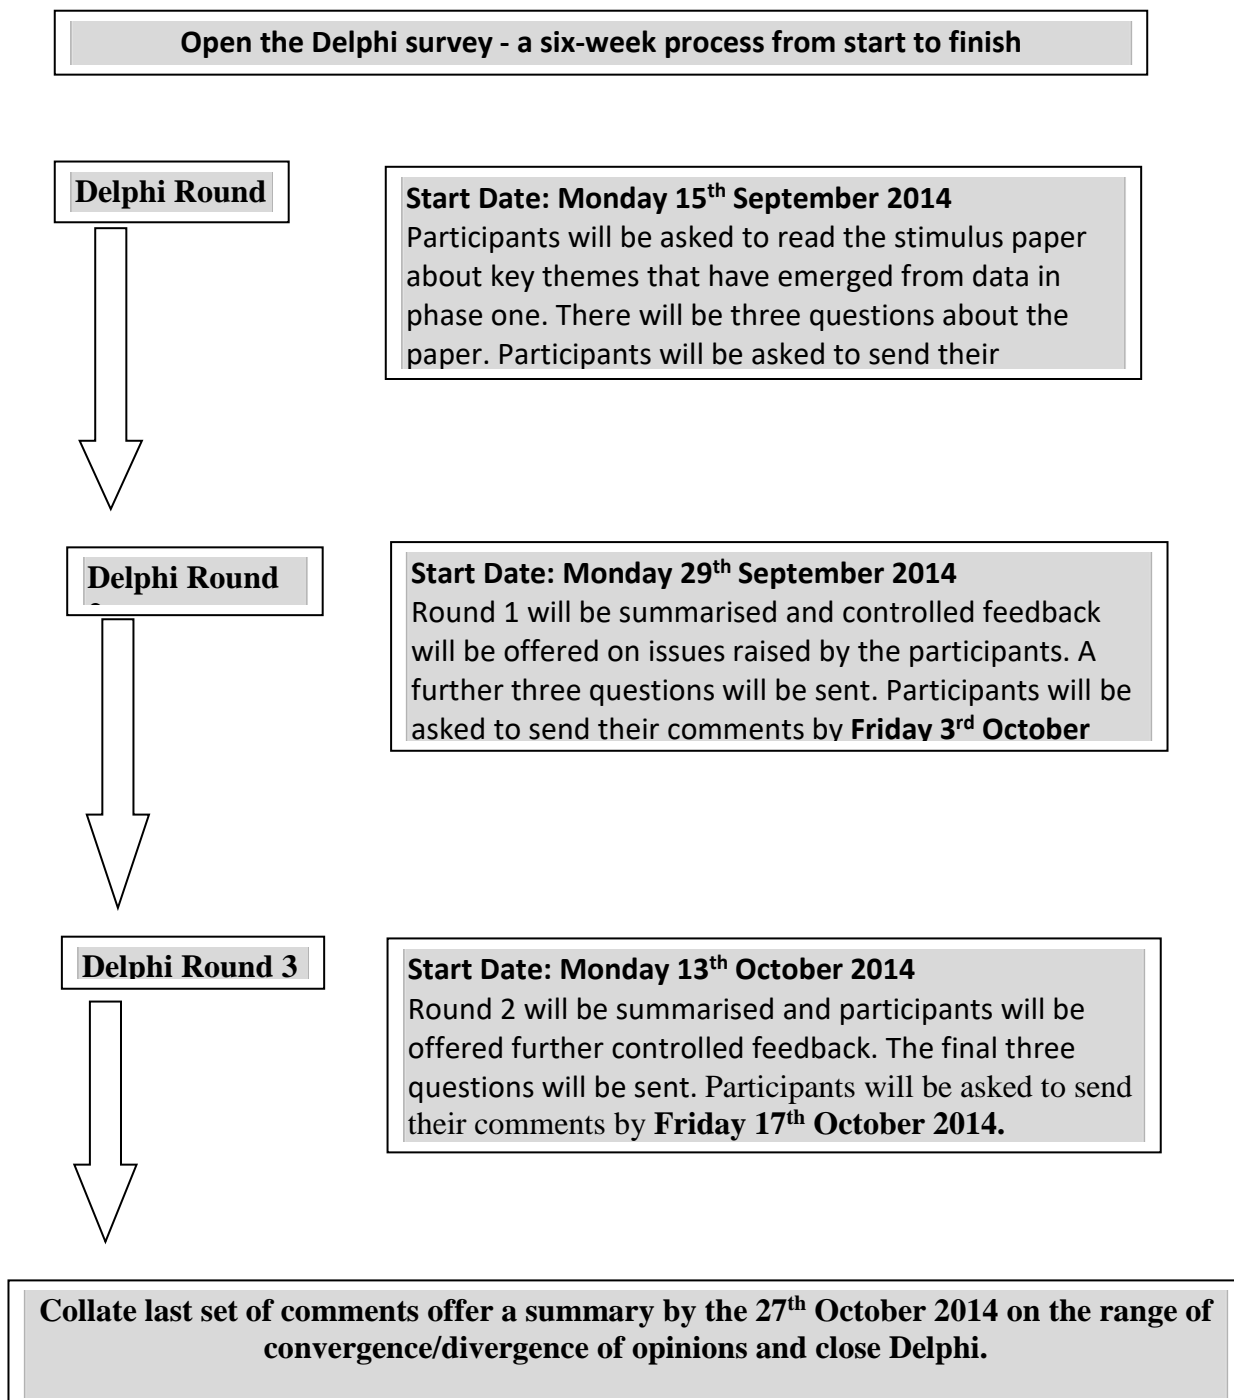 Open the Delphi survey - a six-week process from start to finish
Delphi Round
Start Date: Monday 15th September 2014
Participants will be asked to read the stimulus paper
about key themes that have emerged from data in
phase one. There will be three questions about the
paper. Participants will be asked to send their
Delphi Round
Start Date: Monday 29th September 2014
Round 1 will be summarised and controlled feedback
will be offered on issues raised by the participants. A
further three questions will be sent. Participants will be
asked to send their comments by Friday 3rd October
Delphi Round 3
Start Date: Monday 13th October 2014
Round 2 will be summarised and participants will be
offered further controlled feedback. The final three
questions will be sent. Participants will be asked to send
their comments by Friday 17th October 2014.
Collate last set of comments offer a summary by the 27th October 2014 on the range of
convergence/divergence of opinions and close Delphi.